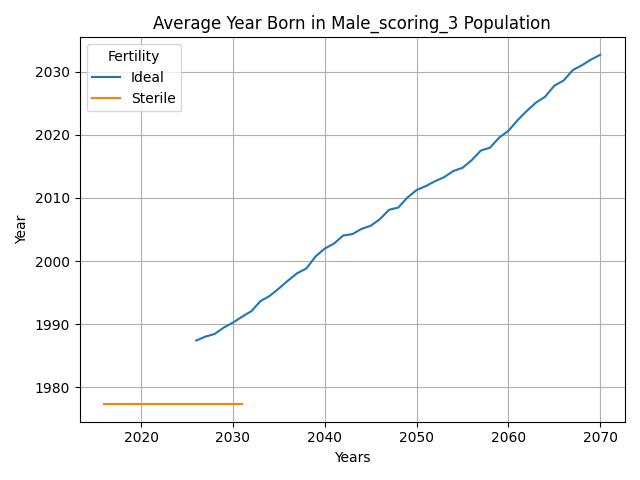 Average Year Born in Male_scoring_3 Population
Fertility
Ideal
Sterile
Year
2030
2020
2010
2000
1990
1980
2020
2030
2040
2050
2060
2070
Years